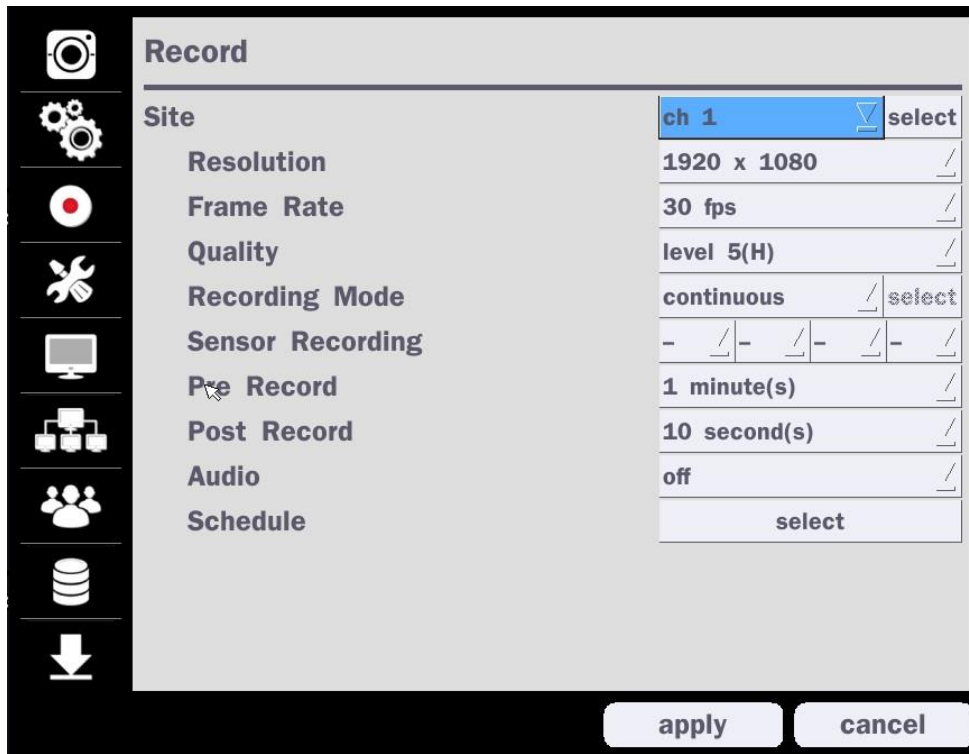 Record
Site ch 1 select
Resolution 1920 x 1080
Frame Rate 30 fps
Quality level 5(H)
Recording Mode continuous select
Sensor Recording - - - -
Pre Record 1 minute(s)
Post Record 10 second(s)
Audio off
Schedule select
apply cancel